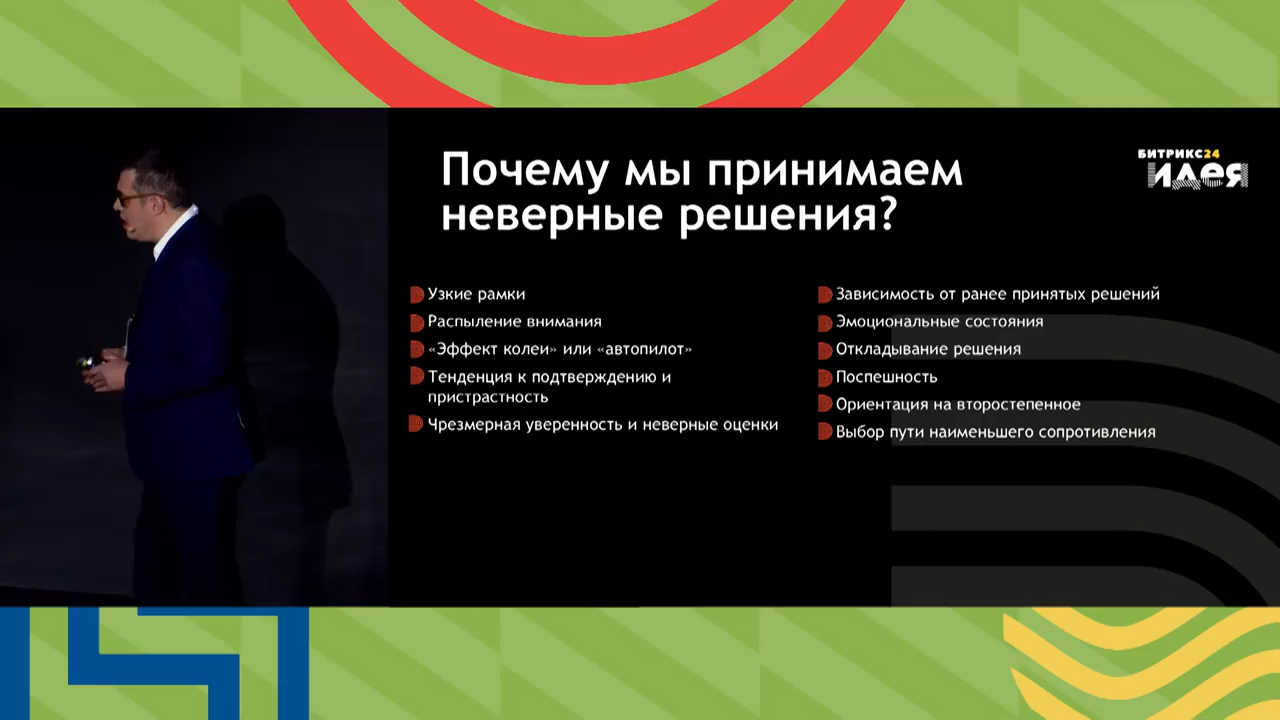 Почему мы принимаем
неверные решения?
БИТРИКС24
идея
Узкие рамки
Распыление внимания
«Эффект колеи» или «автопилот»
Тенденция к подтверждению и
пристрастность
Чрезмерная уверенность и неверные оценки
Зависимость от ранее принятых решений
Эмоциональные состояния
Откладывание решения
Поспешность
Ориентация на второстепенное
Выбор пути наименьшего сопротивления